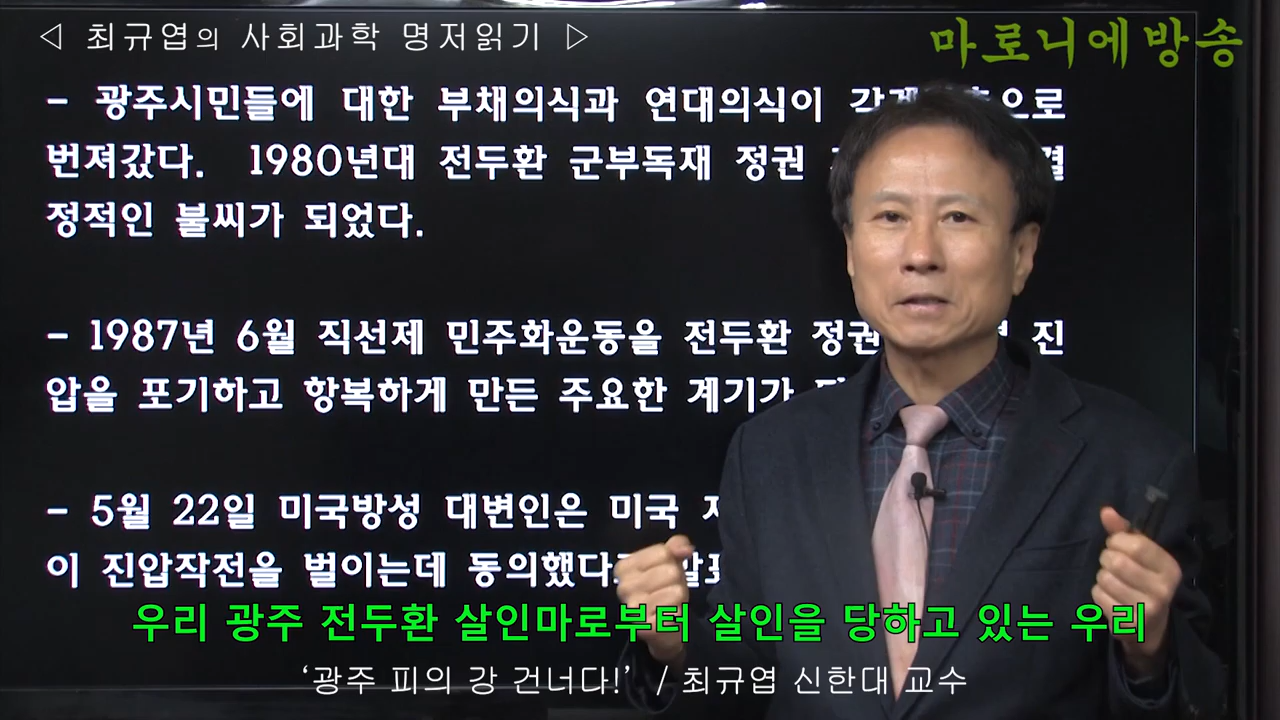 ◁ 최규엽의 사회과학 명저읽기 ▷
마로니에방송
- 광주시민들에 대한 부채의식과 연대의식이
번져갔다. 1980년대 전두환 군부독재 정권
정적인 불씨가 되었다.
- 1987년 6월 직선제 민주화운동을 전두환 정권 진
압을 포기하고 항복하게 만든 주요한 계기가
- 5월 22일 미국방성 대변인은 미국
이 진압작전을 벌이는데 동의했다고
우리 광주 전두환 살인마로부터 살인을 당하고 있는 우리
‘광주 피의 강 건너다!’ / 최규엽 신한대 교수